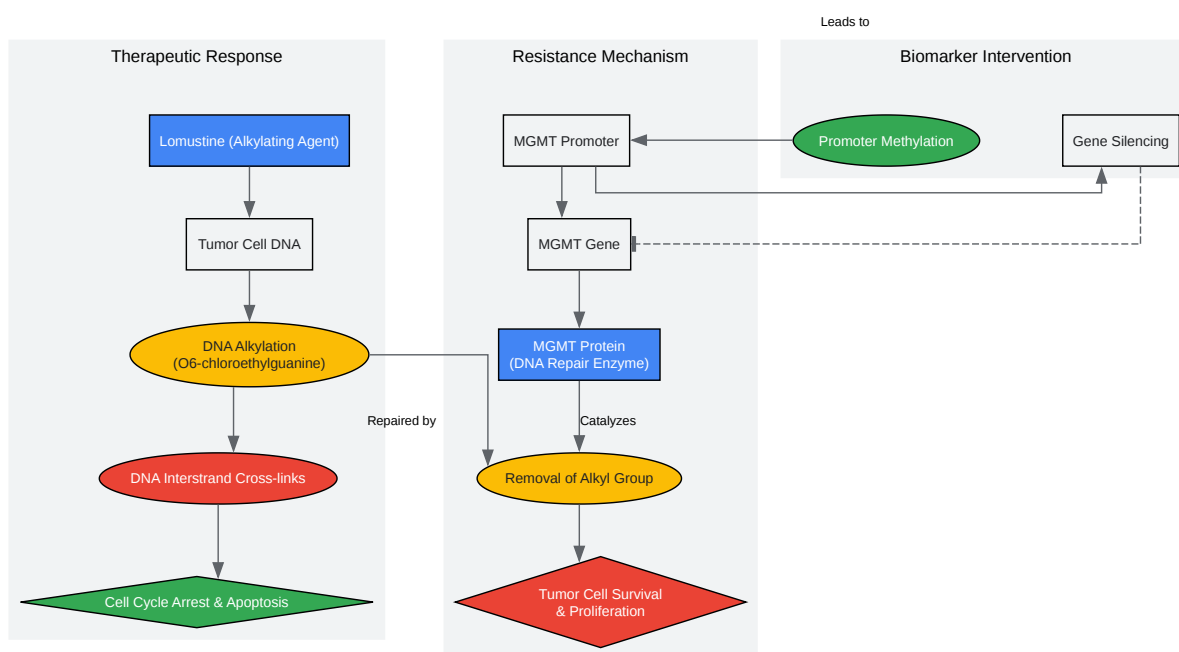 Leads to
Therapeutic Response
Resistance Mechanism
Biomarker Intervention
Lomustine (Alkylating Agent)
MGMT Promoter
Promoter Methylation
Gene Silencing
Tumor Cell DNA
MGMT Gene
DNA Alkylation
(O6-chloroethylguanine)
MGMT Protein
(DNA Repair Enzyme)
Repaired by
Catalyzes
DNA Interstrand Cross-links
Removal of Alkyl Group
Cell Cycle Arrest & Apoptosis
Tumor Cell Survival
& Proliferation